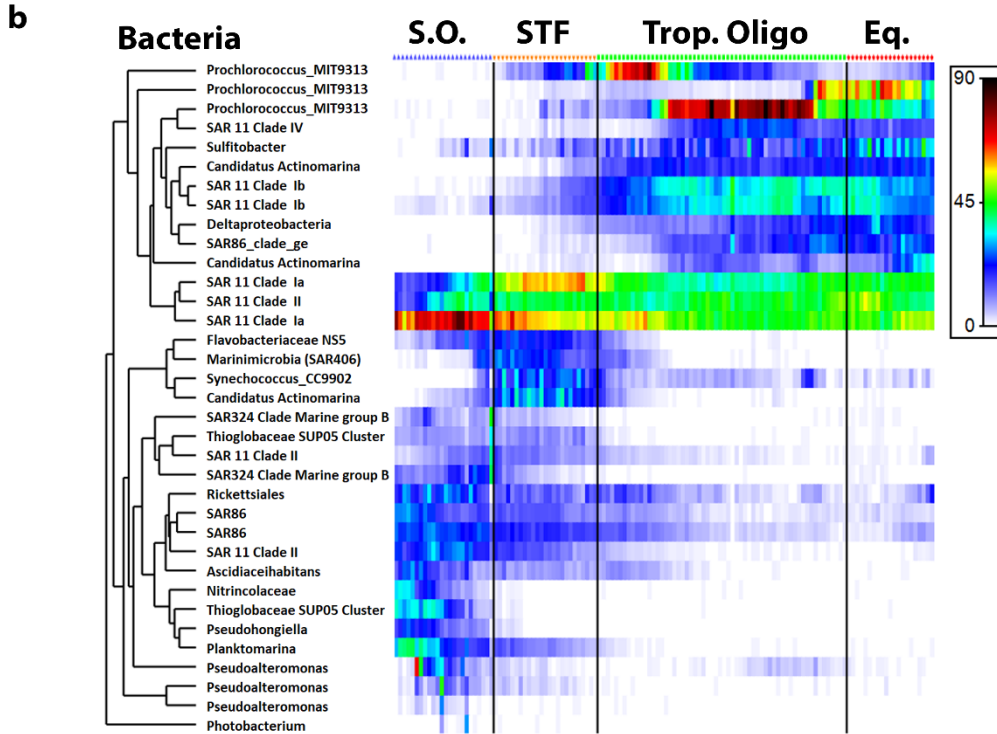 b
Bacteria
S.O. STF Trop. Oligo Eq.
Prochlorococcus_MIT9313
Prochlorococcus_MIT9313
Prochlorococcus_MIT9313
SAR 11 Clade IV
Sulfitobacter
Candidatus Actinomarina
SAR 11 Clade Ib
SAR 11 Clade Ib
Deltaproteobacteria
SAR86_clade_ge
Candidatus Actinomarina
SAR 11 Clade Ia
SAR 11 Clade II
SAR 11 Clade Ia
Flavobacteriaceae NS5
Marinimicrobia (SAR406)
Synechococcus_CC9902
Candidatus Actinomarina
SAR324 Clade Marine group B
Thioglobaceae SUP05 Cluster
SAR 11 Clade II
SAR324 Clade Marine group B
Rickettsiales
SAR86
SAR86
SAR 11 Clade II
Ascidiaceihabitans
Nitrincolaceae
Thioglobaceae SUP05 Cluster
Pseudohongiella
Planktomarina
Pseudoalteromonas
Pseudoalteromonas
Pseudoalteromonas
Photobacterium
90
45
0